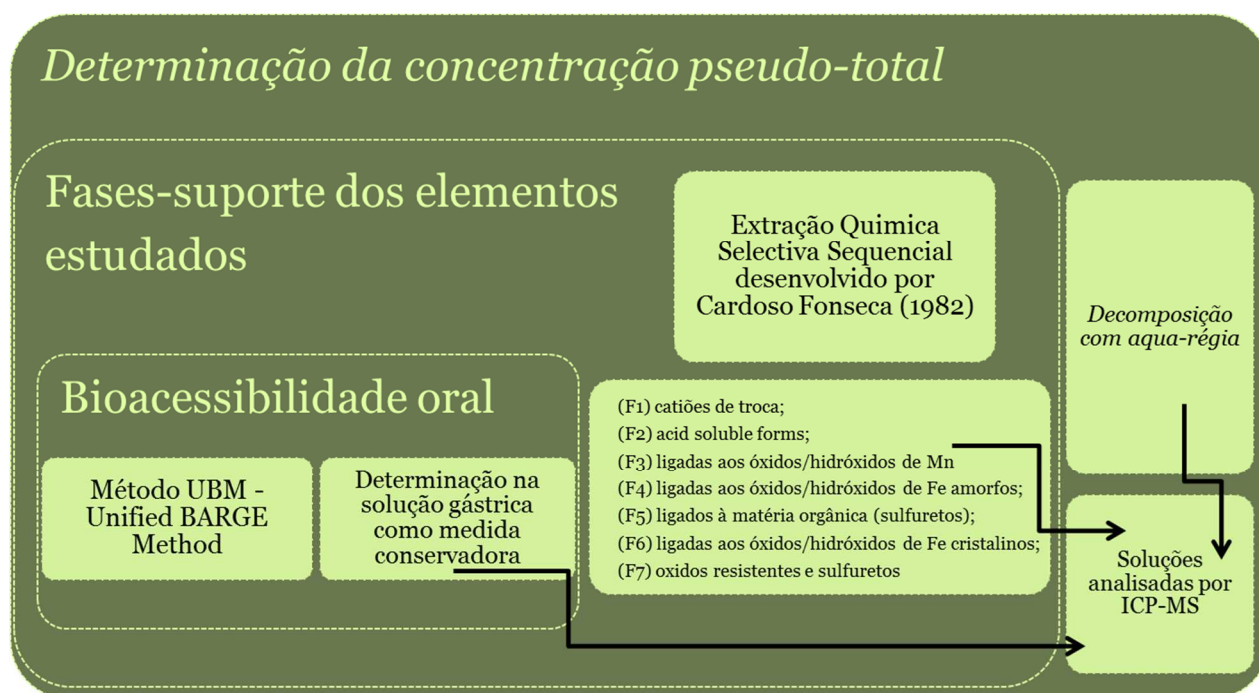 Determinação da concentração pseudo-total
Fases-suporte dos elementos
estudados
Extração Quimica
Selectiva Sequencial
desenvolvido por
Cardoso Fonseca (1982)
Decomposição
com aqua-régia
Bioacessibilidade oral
Método UBM -
Unified BARGE
Method
Determinação na
solução gástrica
como medida
conservadora
(F1) catiões de troca;
(F2) acid soluble forms;
(F3) ligadas aos óxidos/hidróxidos de Mn
(F4) ligadas aos óxidos/hidróxidos de Fe amorfos;
(F5) ligados à matéria orgânica (sulfuretos);
(F6) ligadas aos óxidos/hidróxidos de Fe cristalinos;
(F7) oxidos resistentes e sulfuretos
Soluções
analisadas por
ICP-MS